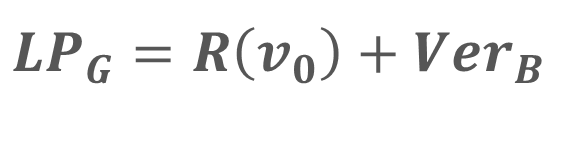 LP_G = R(v_0) + Ver_B